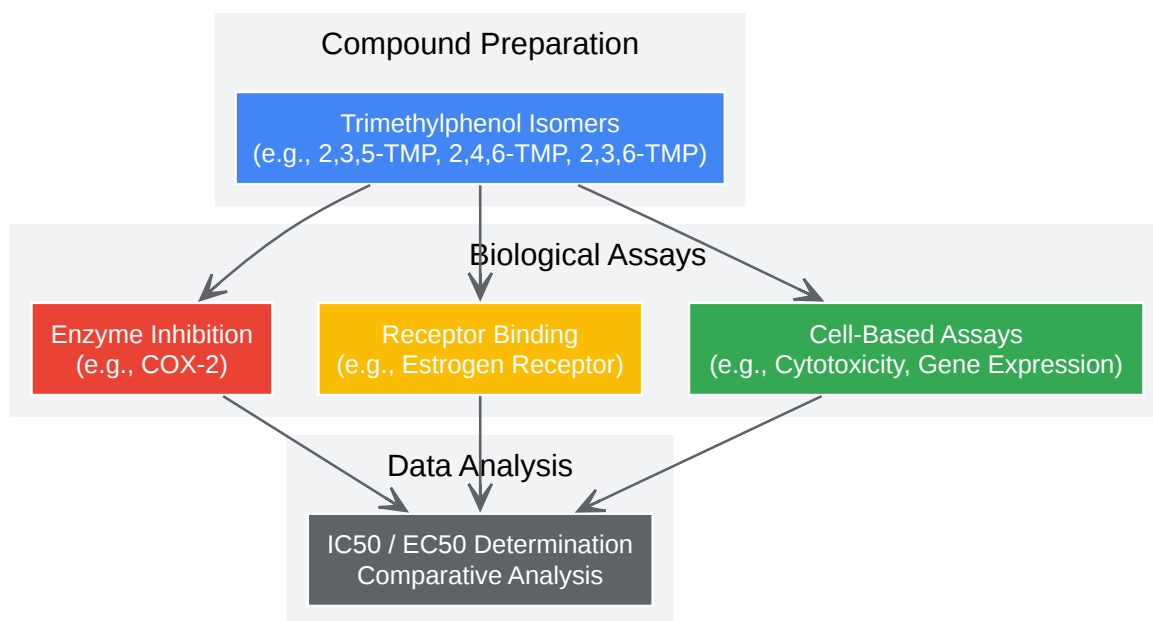 Compound Preparation
Trimethylphenol Isomers
(e.g., 2,3,5-TMP, 2,4,6-TMP, 2,3,6-TMP)
Biological Assays
Enzyme Inhibition
(e.g., COX-2)
Receptor Binding
(e.g., Estrogen Receptor)
Cell-Based Assays
(e.g., Cytotoxicity, Gene Expression)
Data Analysis
IC50 / EC50 Determination
Comparative Analysis